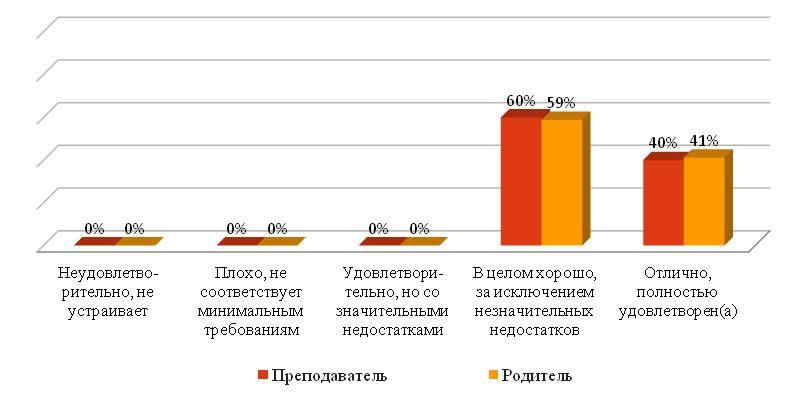 0% 0% 0% 0% 0% 0% 60% 59% 40% 41%
Неудовлетво-
рительно, не
устраивает
Плохо, не
соответствует
минимальным
требованиям
Удовлетвори-
тельно, но со
значительными
недостатками
В целом хорошо,
за исключением
незначительных
недостатков
Отлично,
полностью
удовлетворен(а)
Преподаватель Родитель